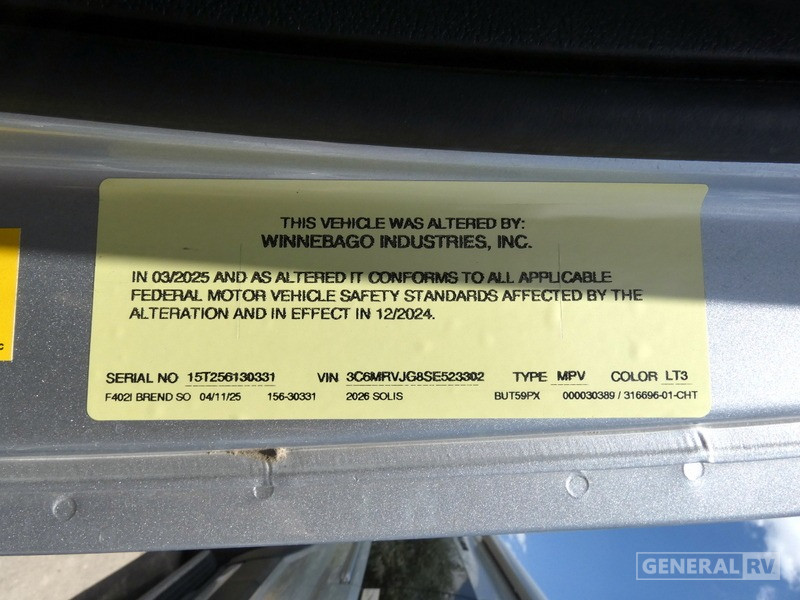 THIS VEHICLE WAS ALTERED BY:
WINNEBAGO INDUSTRIES, INC.
IN 03/2025 AND AS ALTERED IT CONFORMS TO ALL APPLICABLE
FEDERAL MOTOR VEHICLE SAFETY STANDARDS AFFECTED BY THE
ALTERATION AND IN EFFECT IN 12/2024.
SERIAL NO 15T256130331 VIN 3C6MRVJG8SE523302 TYPE MPV COLOR LT3
F402I BREND SO 04/11/25 156-30331 2026 SOLIS BUT59PX 000030389 / 316696-01-CHT
GENERAL RV